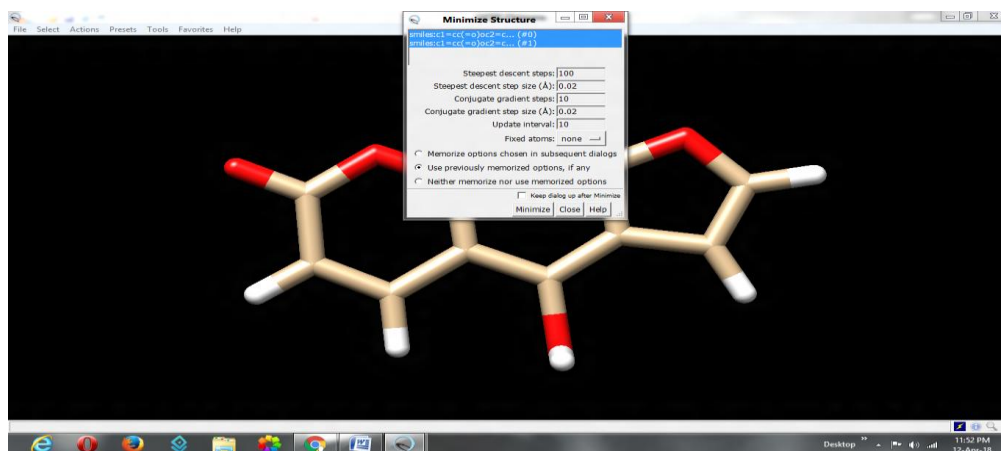 Minimize Structure
File Select Actions Presets Tools Favorites Help
smiles:c1=cc(=o)oc2=c... (#0)
smiles:c1=cc(=o)oc2=c... (#1)
Steepest descent steps: 100
Steepest descent step size (Å): 0.02
Conjugate gradient steps: 10
Conjugate gradient step size (Å): 0.02
Update interval: 10
Fixed atoms: none
Memorize options chosen in subsequent dialogs
Use previously memorized options, if any
Neither memorize nor use memorized options
Keep dialog up after Minimize
Minimize Close Help
Desktop
11:52 PM
12-Apr-18